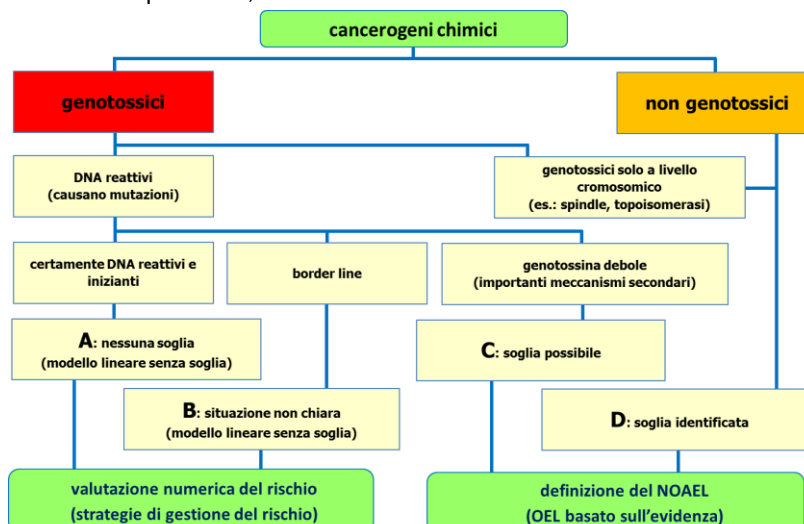 cancerogeni chimici
genotossici
non genotossici
DNA reattivi
(causano mutazioni)
genotossici solo a livello
cromosomico
(es.: spindle, topoisomerasi)
certamente DNA reattivi e
inizianti
border line
genotossina debole
(importanti meccanismi secondari)
A: nessuna soglia
(modello lineare senza soglia)
C: soglia possibile
B: situazione non chiara
(modello lineare senza soglia)
D: soglia identificata
valutazione numerica del rischio
(strategie di gestione del rischio)
definizione del NOAEL
(OEL basato sull'evidenza)